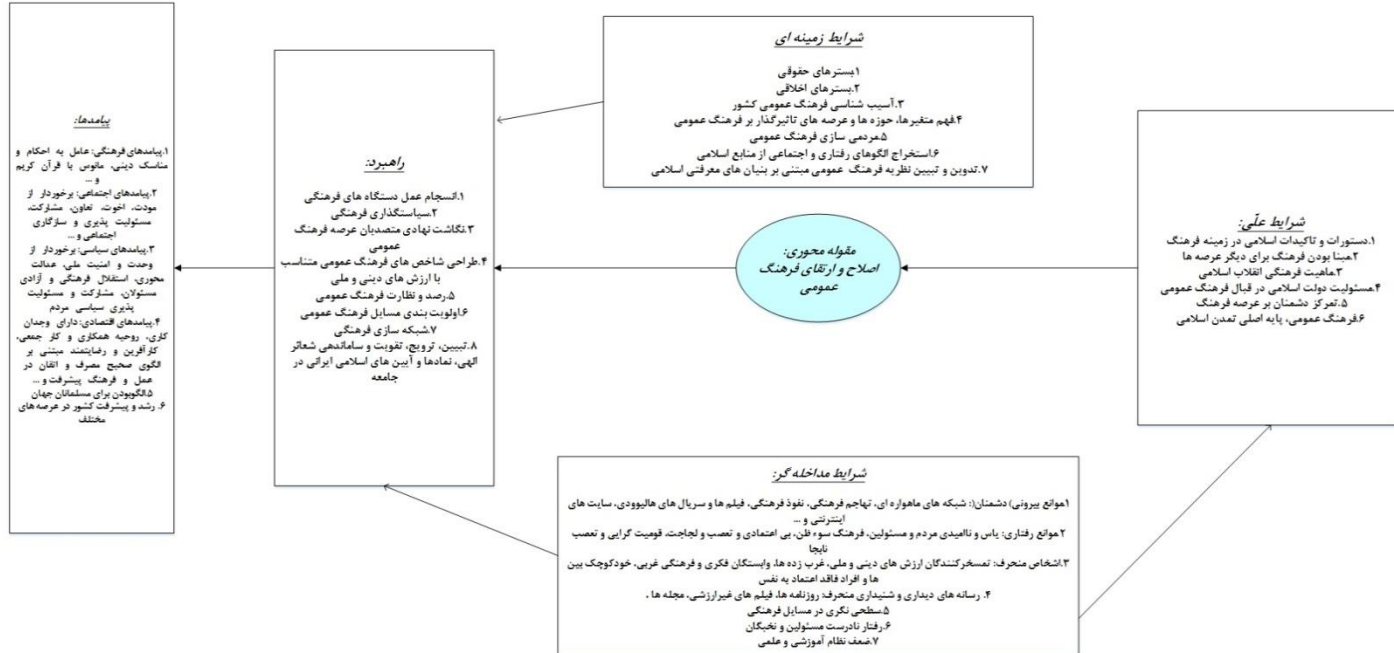 شرایط علّی:
۱.دستورات و تاکیدات اسلامی در زمینه فرهنگ
۲.مبنا بودن فرهنگ برای دیگر عرصه ها
۳.ماهیت فرهنگی انقلاب اسلامی
۴.مسئولیت دولت اسلامی در قبال فرهنگ عمومی
۵.تمرکز دشمنان بر عرصه فرهنگ
۶.فرهنگ عمومی، پایه اصلی تمدن اسلامی
شرایط زمینه ای
۱.بسترهای حقوقی
۲.بسترهای اخلاقی
۳.آسیب شناسی فرهنگ عمومی کشور
۴.فهم متغیرها، حوزه ها و عرصه های تاثیرگذار بر فرهنگ عمومی
۵.مردمی سازی فرهنگ عمومی
۶.استخراج الگوهای رفتاری و اجتماعی از منابع اسلامی
۷.تدوین و تبیین نظریه فرهنگ عمومی مبتنی بر بنیان های معرفتی اسلامی
مقوله محوری:
اصلاح و ارتقای فرهنگ
عمومی
شرایط مداخله گر:
۱.موانع بیرونی) دشمنان(: شبکه های ماهواره ای، تهاجم فرهنگی، نفوذ فرهنگی، فیلم ها و سریال های هالیوودی، سایت های
اینترنتی و ...
۲.موانع رفتاری: یاس و ناامیدی مردم و مسئولین، فرهنگ سوء ظن، بی اعتمادی و تعصب و لجاجت، قومیت گرایی و تعصب
نابجا
۳.اشخاص منحرف: تمسخرکنندگان ارزش های دینی و ملی، غرب زده ها، وابستگان فکری و فرهنگی غربی، خودکوچک بین
ها و افراد فاقد اعتماد به نفس
۴. رسانه های دیداری و شنیداری منحرف: روزنامه ها، فیلم های غیرارزشی، مجله ها .
۵.سطحی نگری در مسایل فرهنگی
۶.رفتار نادرست مسئولین و نخبگان
۷.ضعف نظام آموزشی و علمی
راهبرد:
۱.انسجام عمل دستگاه های فرهنگی
۲.سیاستگذاری فرهنگی
۳.نگاشت نهادی متصدیان عرصه فرهنگ
عمومی
۴.طراحی شاخص های فرهنگ عمومی متناسب
با ارزش های دینی و ملی
۵.رصد و نظارت فرهنگ عمومی
۶.اولویت بندی مسایل فرهنگ عمومی
۷.شبکه سازی فرهنگی
۸.تبیین، ترویج، تقویت و ساماندهی شعائر
الهی، نمادها و آیین های اسلامی ایرانی در
جامعه
پیامدها:
۱.پیامدهای فرهنگی: عامل به احکام و
مناسک دینی، مانوس با قرآن کریم
و ...
۲.پیامدهای اجتماعی: برخوردار از
مودت، اخوت، تعاون، مشارکت،
مسئولیت پذیری و سازگاری
اجتماعی و...
۳.پیامدهای سیاسی: برخوردار از
وحدت و امنیت ملی، عدالت
محوری، استقلال فرهنگی و آزادی
مسئولان، مشارکت و مسئولیت
پذیری سیاسی مردم
۴.پیامدهای اقتصادی: دارای وجدان
کاری، روحیه همکاری و کار جمعی،
کارآفرین و رضایتمند مبتنی بر
الگوی صحیح مصرف و اتقان در
عمل و فرهنگ پیشرفت و ...
۵.الگوبودن برای مسلمانان جهان
۶. رشد و پیشرفت کشور در عرصه های
مختلف